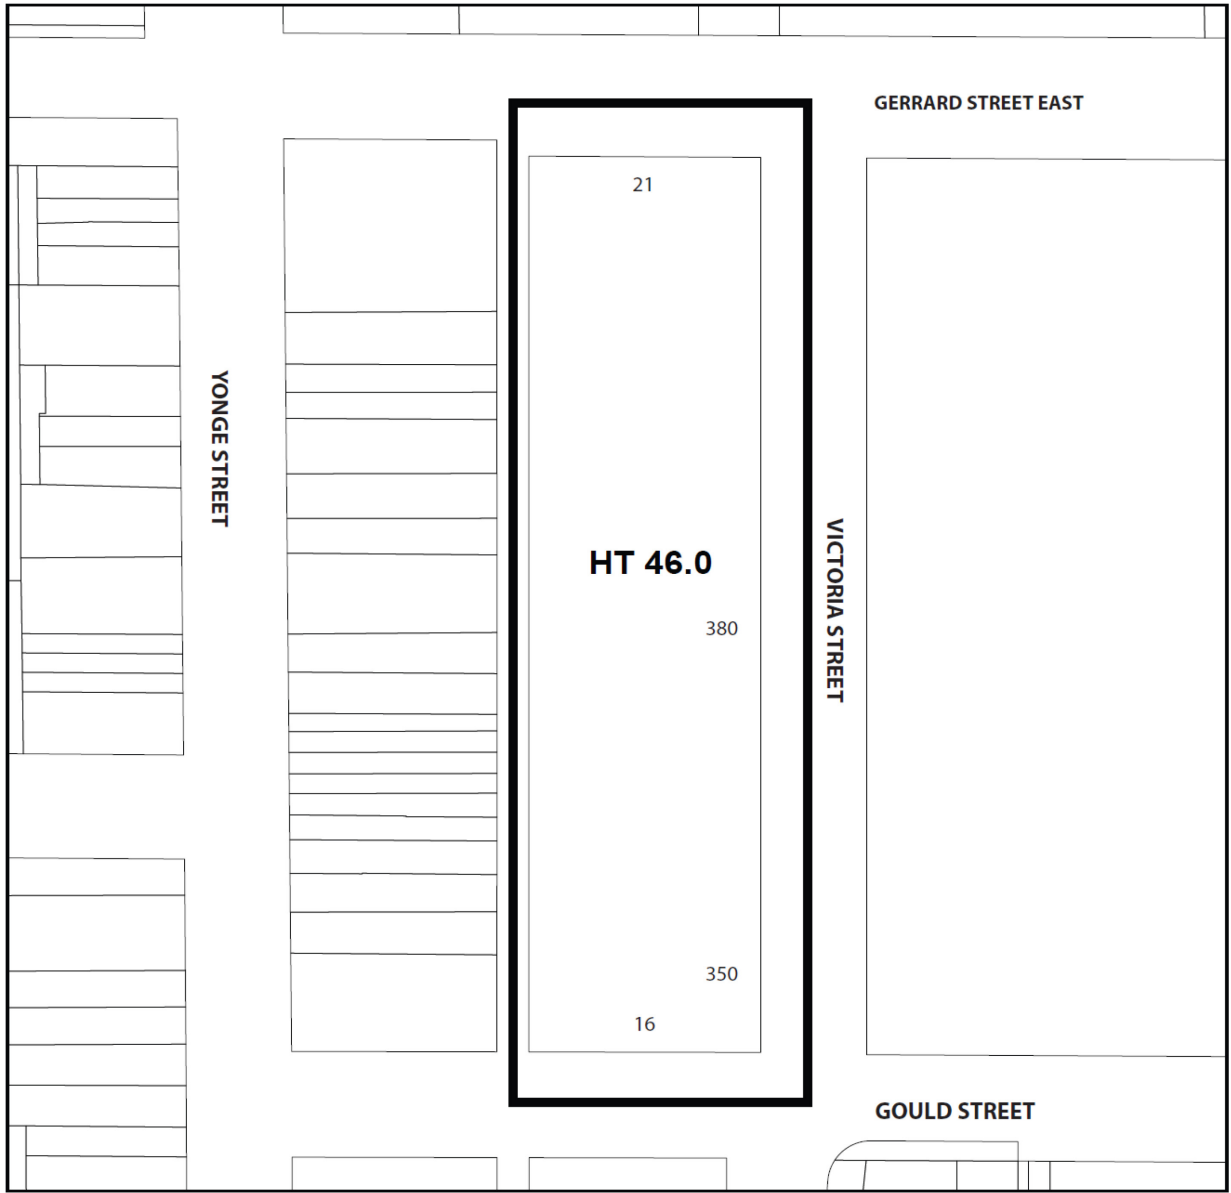 GERRARD STREET EAST
21
YONGE STREET
HT 46.0
VICTORIA STREET
380
350
16
GOULD STREET